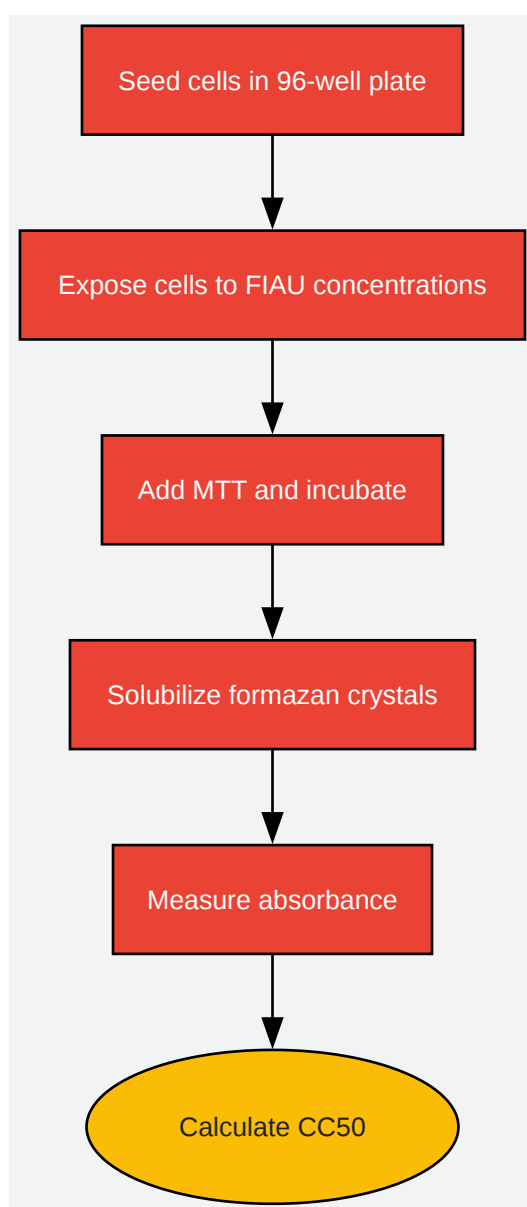 Seed cells in 96-well plate
Expose cells to FIAU concentrations
Add MTT and incubate
Solubilize formazan crystals
Measure absorbance
Calculate CC50